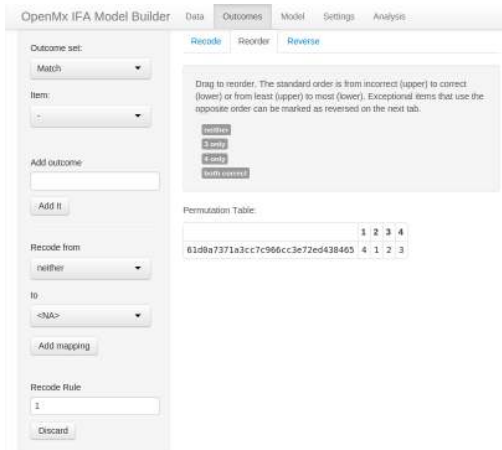 OpenMx IFA Model Builder Data Outcomes Model Settings Analysis
Outcome set:
Match
Item:
-
Add outcome
Add It
Recode from
neither
to
<NA>
Add mapping
Recode Rule
1
Discard
Recode Reorder Reverse
Drag to reorder. The standard order is from incorrect (upper) to correct
(lower) or from least (upper) to most (lower). Exceptional items that use the
opposite order can be marked as reversed on the next tab.
neither
3 only
4 only
both correct
Permutation Table:
1 2 3 4
61d0a7371a3cc7c966cc3e72ed438465 4 1 2 3